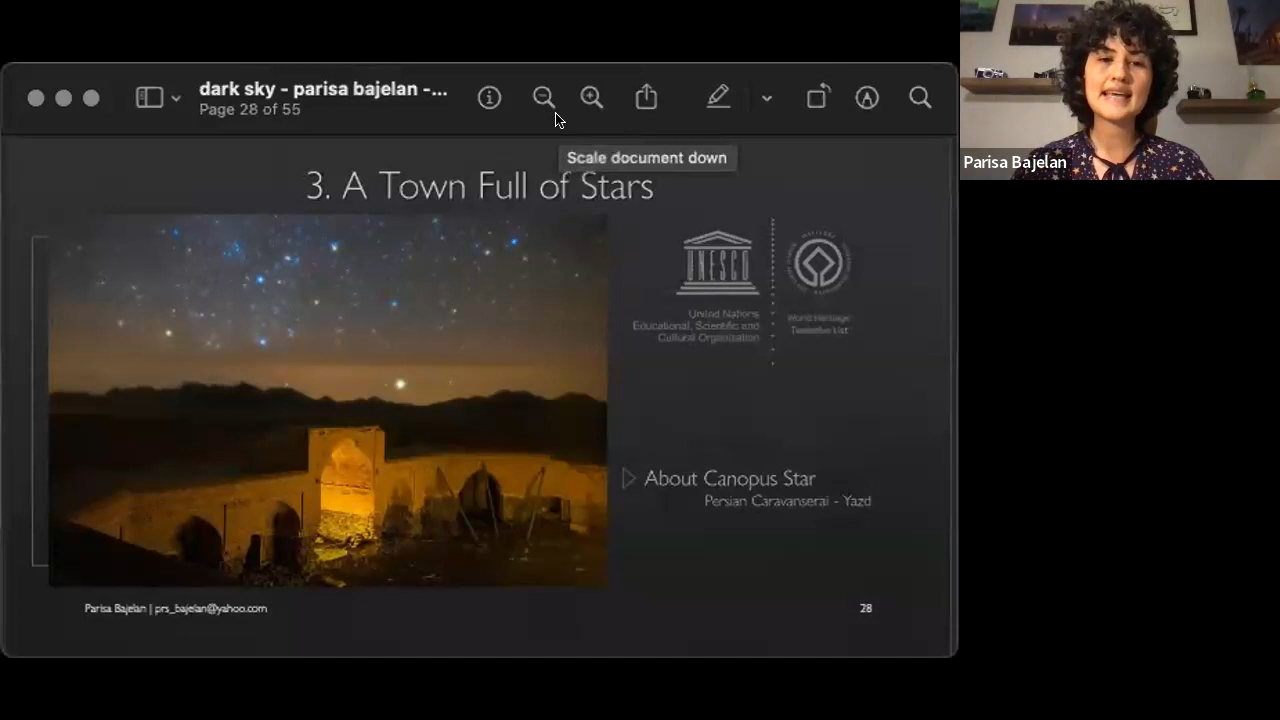 dark sky - parisa bajelan -...
Page 28 of 55
Scale document down
3. A Town Full of Stars
UNESCO
United Nations
Educational, Scientific and
Cultural Organization
World Heritage
Tentative List
About Canopus Star
Persian Caravanserai - Yazd
Parisa Bajelan | prs_bajelan@yahoo.com
28
Parisa Bajelan